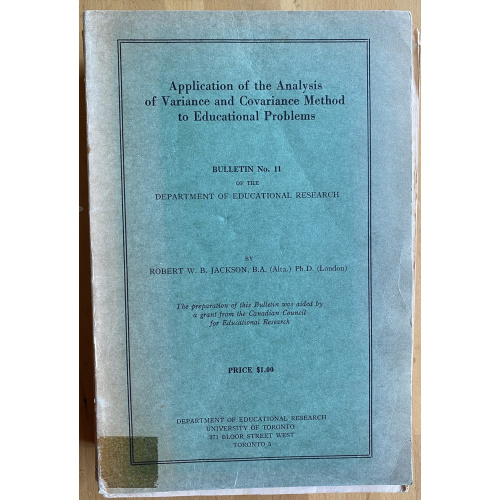 Application of the Analysis
of Variance and Covariance Method
to Educational Problems
BULLETIN No. 11
OF THE
DEPARTMENT OF EDUCATIONAL RESEARCH
BY
ROBERT W. B. JACKSON, B.A. (Alta.) Ph.D. (London)
The preparation of this Bulletin was aided by
a grant from the Canadian Council
for Educational Research
PRICE $1.00
DEPARTMENT OF EDUCATIONAL RESEARCH
UNIVERSITY OF TORONTO
371 BLOOR STREET WEST
TORONTO 5